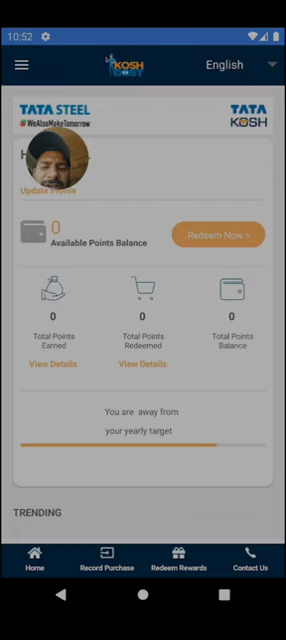 10:52
KOSH
English
TATA STEEL
#WeAlsoMakeTomorrow
TATA
KOSH
H
Update Profile
0
Available Points Balance
Redeem Now >
0
0
0
Total Points
Earned
Total Points
Redeemed
Total Points
Balance
View Details
View Details
You are away from
your yearly target
TRENDING
Home
Record Purchase
Redeem Rewards
Contact Us